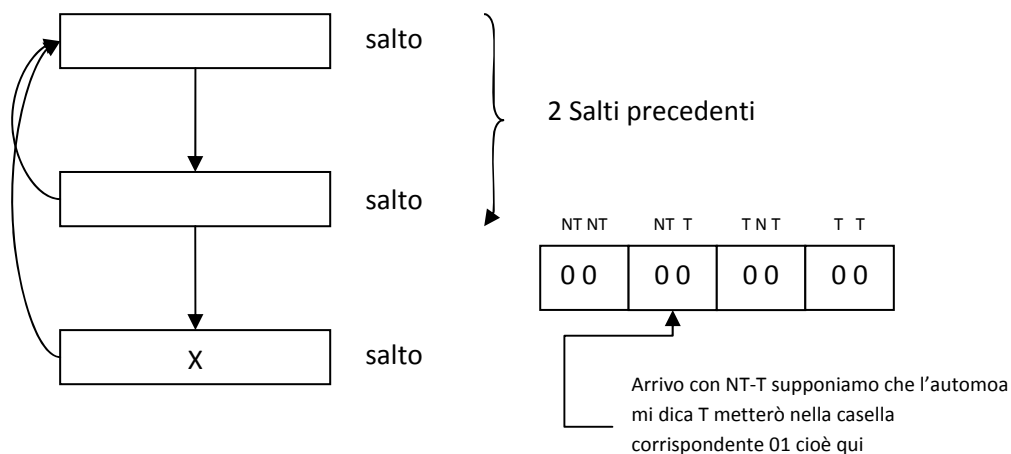 salto
2 Salti precedenti
salto
NT NT NT T T N T T T
0 0 0 0 0 0 0 0
X
salto
Arrivo con NT-T supponiamo che l'automoa
mi dica T metterò nella casella
corrispondente 01 cioè qui